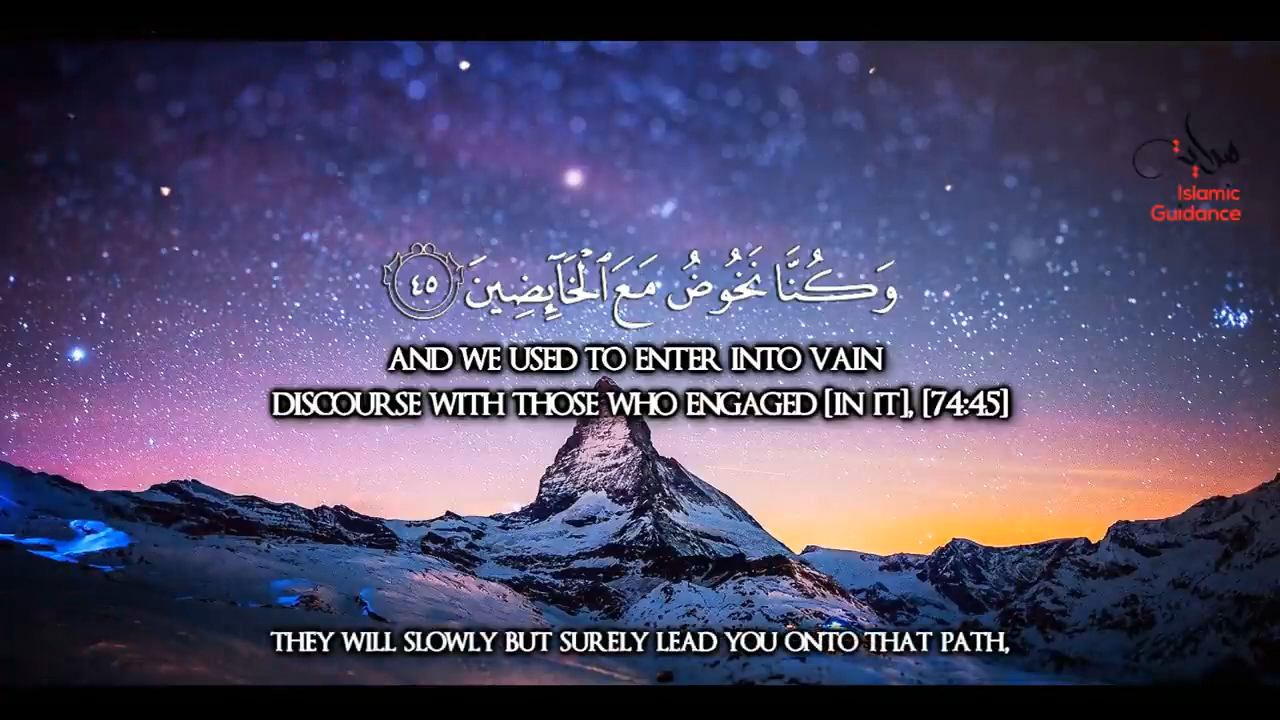 هداية
Islamic
Guidance
وَكُنَّا نَخُوضُ مَعَ ٱلْخَآئِضِينَ ٤٥
AND WE USED TO ENTER INTO VAIN
DISCOURSE WITH THOSE WHO ENGAGED [IN IT], [74:45]
THEY WILL SLOWLY BUT SURELY LEAD YOU ONTO THAT PATH,